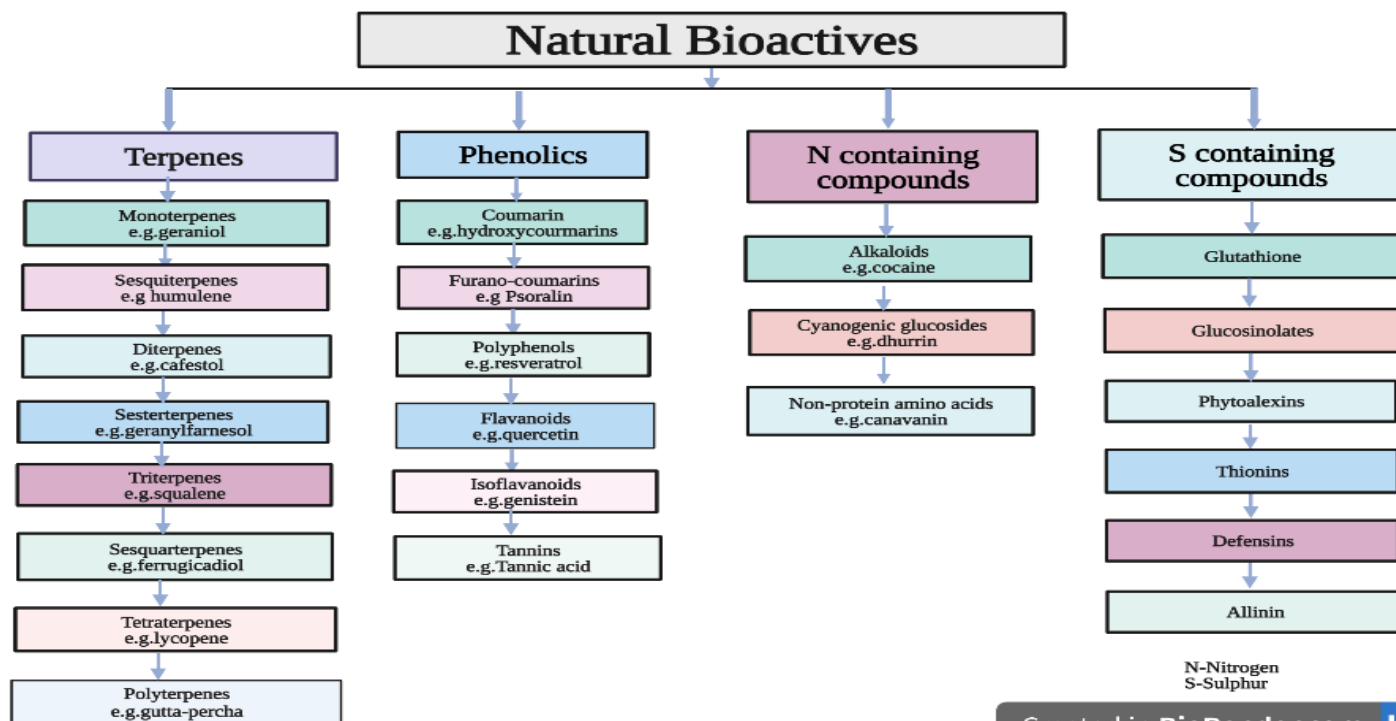 Natural Bioactives
Terpenes
Monoterpenes
e.g.geraniol
Sesquiterpenes
e.g humulene
Diterpenes
e.g.cafestol
Sesterterpenes
e.g.geranylfarnesol
Triterpenes
e.g.squalene
Sesquarterpenes
e.g.ferrugicadiol
Tetraterpenes
e.g.lycopene
Polyterpenes
e.g.gutta-percha
Phenolics
Coumarin
e.g.hydroxycourmarins
Furano-coumarins
e.g Psoralin
Polyphenols
e.g.resveratrol
Flavanoids
e.g.quercetin
Isoflavanoids
e.g.genistein
Tannins
e.g.Tannic acid
N containing
compounds
Alkaloids
e.g.cocaine
Cyanogenic glucosides
e.g.dhurrin
Non-protein amino acids
e.g.canavanin
S containing
compounds
Glutathione
Glucosinolates
Phytoalexins
Thionins
Defensins
Allinin
N-Nitrogen
S-Sulphur